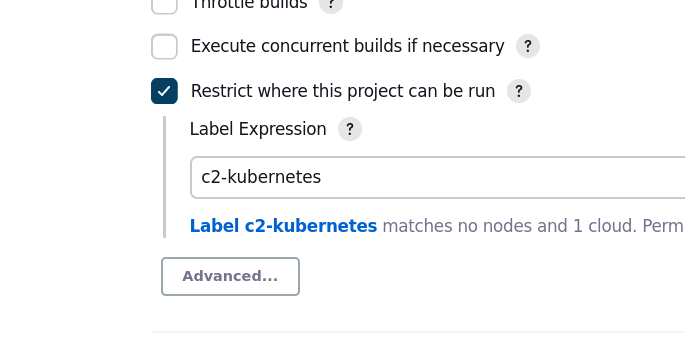 Throttle builds ?
Execute concurrent builds if necessary ?
Restrict where this project can be run ?
Label Expression ?
c2-kubernetes
Label c2-kubernetes matches no nodes and 1 cloud. Perm
Advanced...